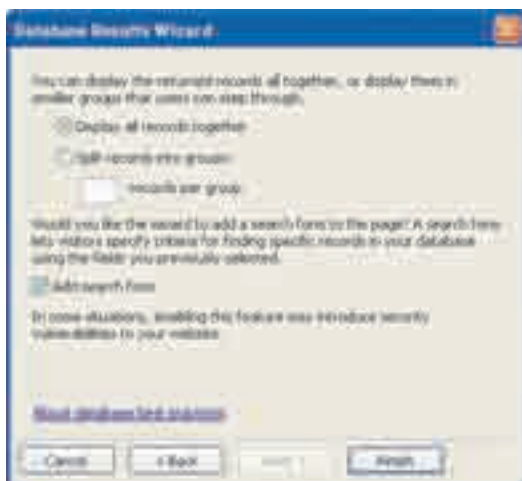 Database Results Wizard
You can display the returned records all together, or display them in
smaller groups that users can step through.
Display all records together
Split records into groups:
records per group
Would you like the wizard to add a search form to the page? A search form
lets visitors specify criteria for finding specific records in your database
using the fields you previously selected.
Add search form
In some situations, enabling this feature may introduce security
vulnerabilities to your website.
About database best practices
Cancel
< Back
Next >
Finish